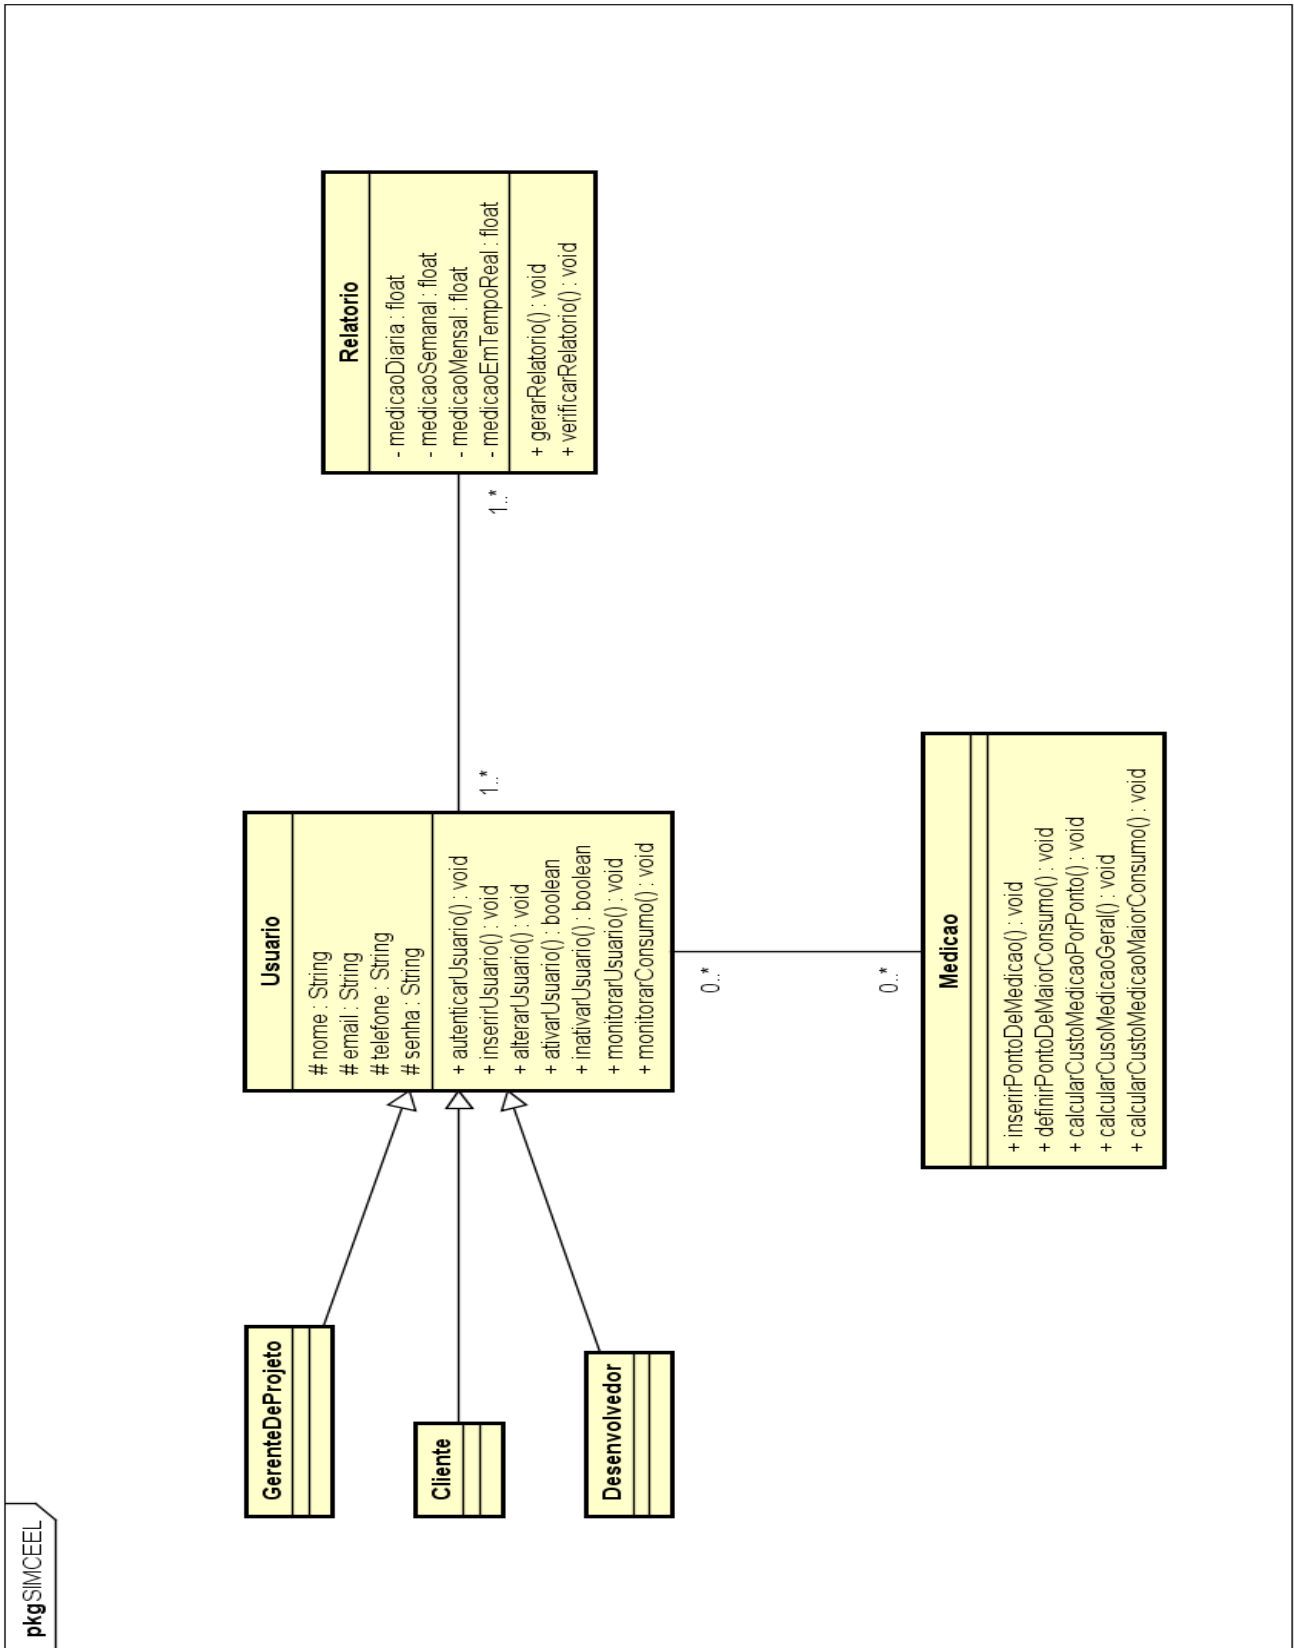 pkgSIMCEEL
GerenteDeProjeto
Cliente
Desenvolvedor
Usuario
# nome : String
# email : String
# telefone : String
# senha : String
+ autenticarUsuario() : void
+ inserirUsuario() : void
+ alterarUsuario() : void
+ ativarUsuario() : boolean
+ inativarUsuario() : boolean
+ monitorarUsuario() : void
+ monitorarConsumo() : void
1..*
1..*
Relatorio
- medicaoDiaria : float
- medicaoSemanal : float
- medicaoMensal : float
- medicaoEmTempoReal : float
+ gerarRelatorio() : void
+ verificarRelatorio() : void
0..*
0..*
Medicao
+ inserirPontoDeMedicao() : void
+ definirPontoDeMaiorConsumo() : void
+ calcularCustoMedicaoPorPonto() : void
+ calcularCusoMedicaoGeral() : void
+ calcularCustoMedicaoMaiorConsumo() : void